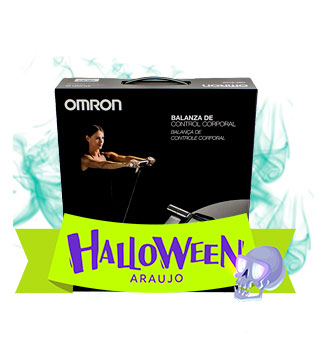 OMRON
BALANZA DE
CONTROL CORPORAL
BALANÇA DE
CONTROLE CORPORAL
HALLOWEEN
ARAUJO